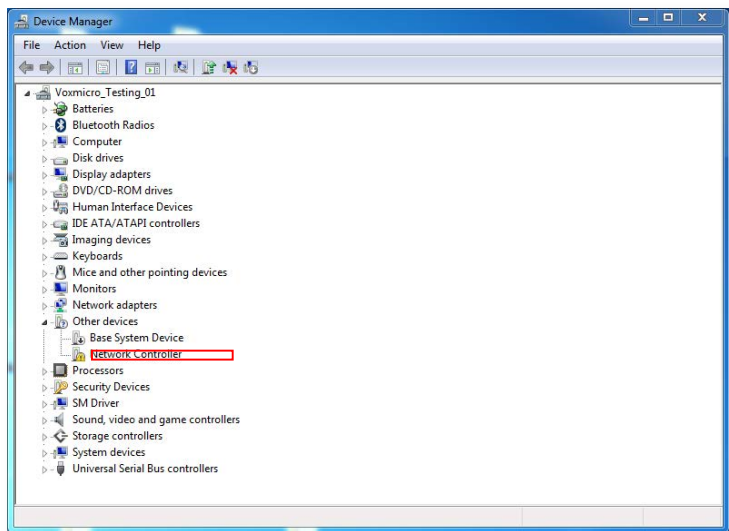 Device Manager
File Action View Help
Voxmicro_Testing_01
Batteries
Bluetooth Radios
Computer
Disk drives
Display adapters
DVD/CD-ROM drives
Human Interface Devices
IDE ATA/ATAPI controllers
Imaging devices
Keyboards
Mice and other pointing devices
Monitors
Network adapters
Other devices
Base System Device
Network Controller
Processors
Security Devices
SM Driver
Sound, video and game controllers
Storage controllers
System devices
Universal Serial Bus controllers